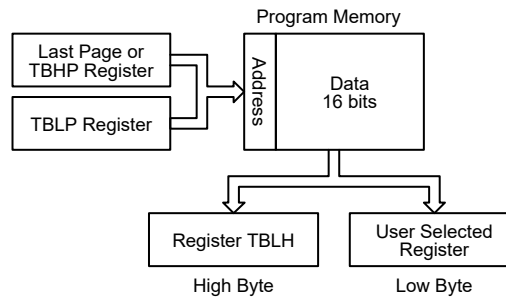 Program Memory
Last Page or
TBHP Register
TBLP Register
Address
Data
16 bits
Register TBLH
User Selected
Register
High Byte
Low Byte